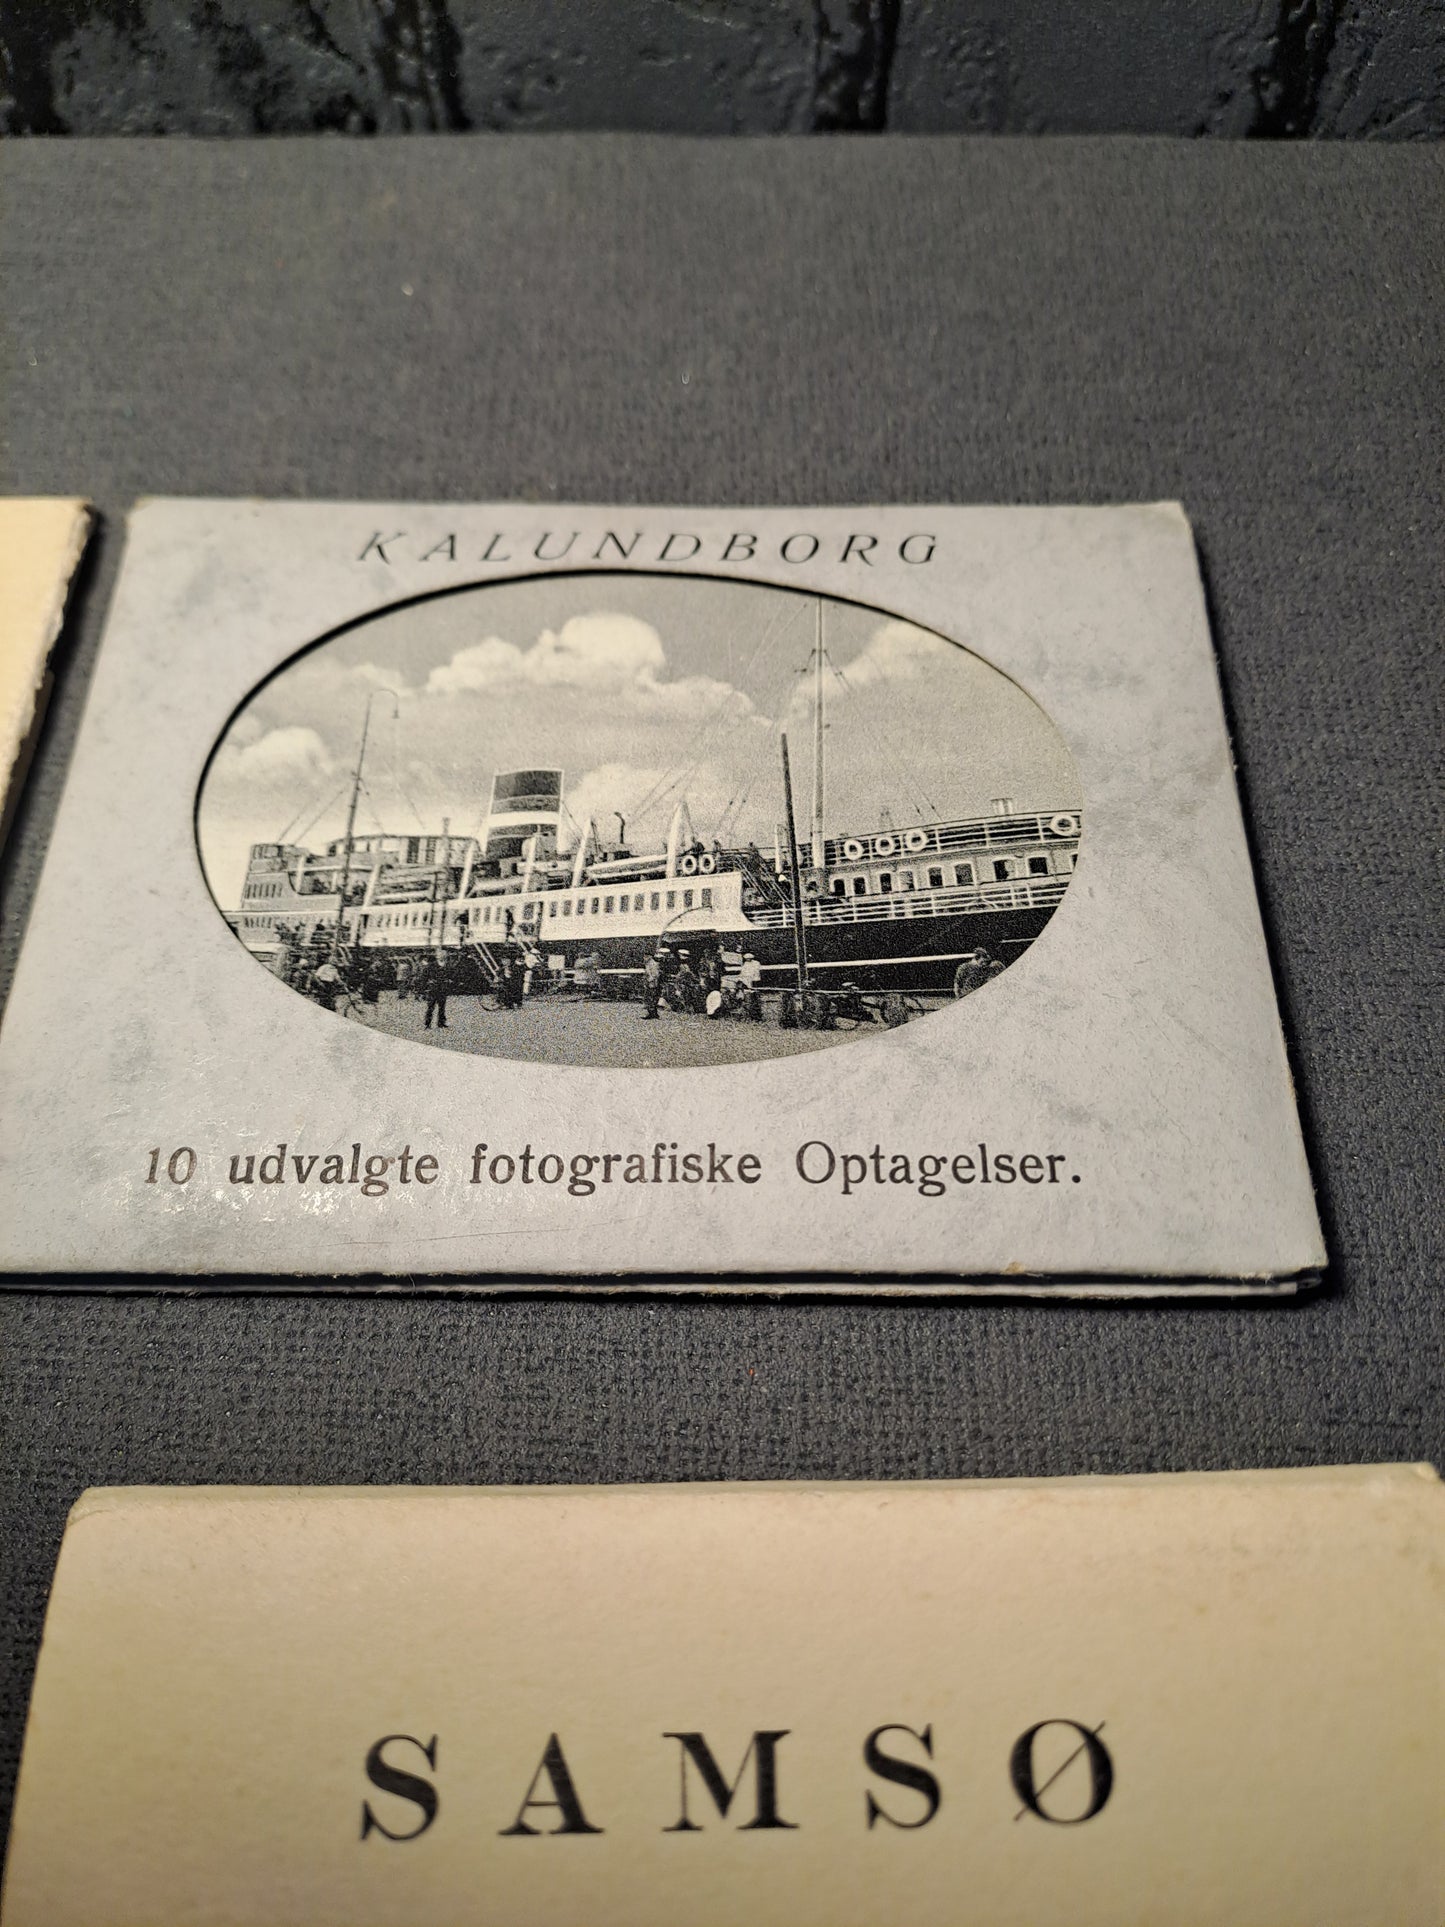 KALUNDBORG
10 udvalgte fotografiske Optagelser.
SAMSØ